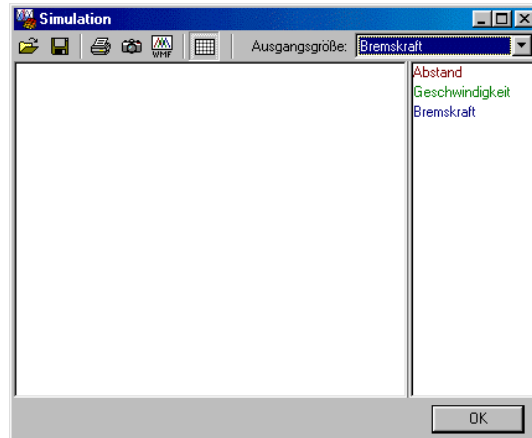 Simulation
WMF
Ausgangsgröße: Bremskraft
Abstand
Geschwindigkeit
Bremskraft
OK